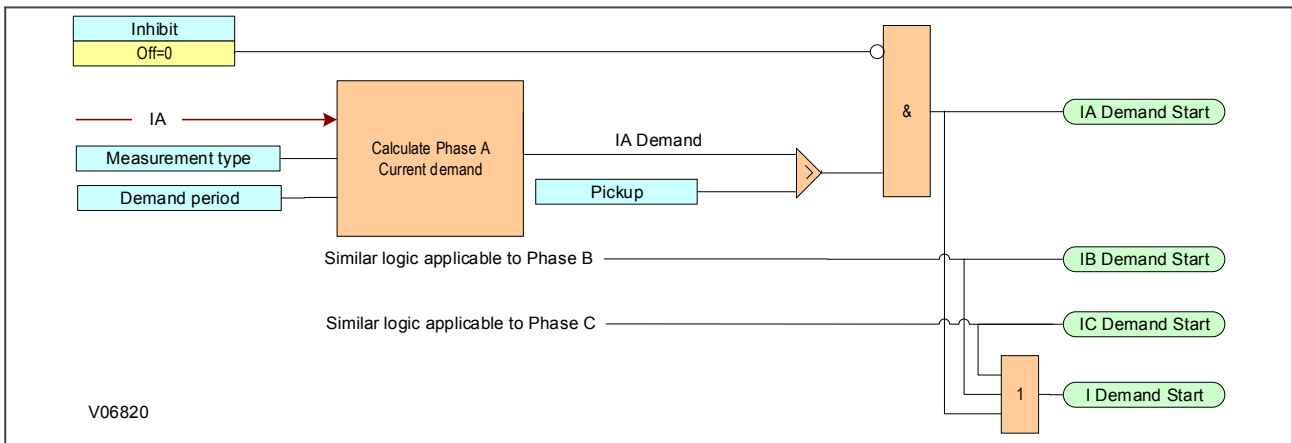 Inhibit
Off=0
IA
Measurement type
Demand period
Calculate Phase A
Current demand
IA Demand
>
Pickup
&
IA Demand Start
Similar logic applicable to Phase B
IB Demand Start
Similar logic applicable to Phase C
IC Demand Start
1
I Demand Start
V06820